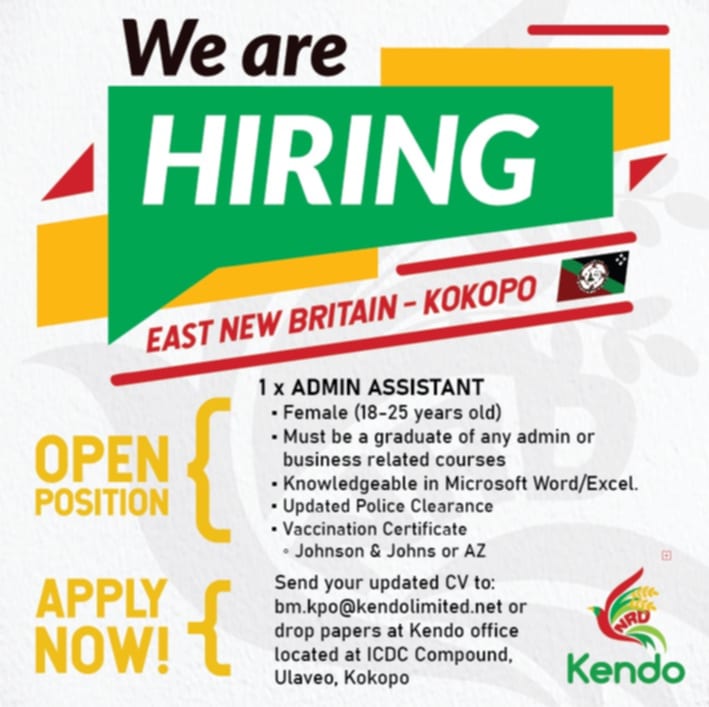 We are
HIRING
EAST NEW BRITAIN - KOKOPO
OPEN
POSITION
1 x ADMIN ASSISTANT
▪ Female (18-25 years old)
▪ Must be a graduate of any admin or
business related courses
▪ Knowledgeable in Microsoft Word/Excel.
▪ Updated Police Clearance
▪ Vaccination Certificate
◦ Johnson & Johns or AZ
APPLY
NOW!
Send your updated CV to:
bm.kpo@kendolimited.net or
drop papers at Kendo office
located at ICDC Compound,
Ulaveo, Kokopo
NRD
Kendo